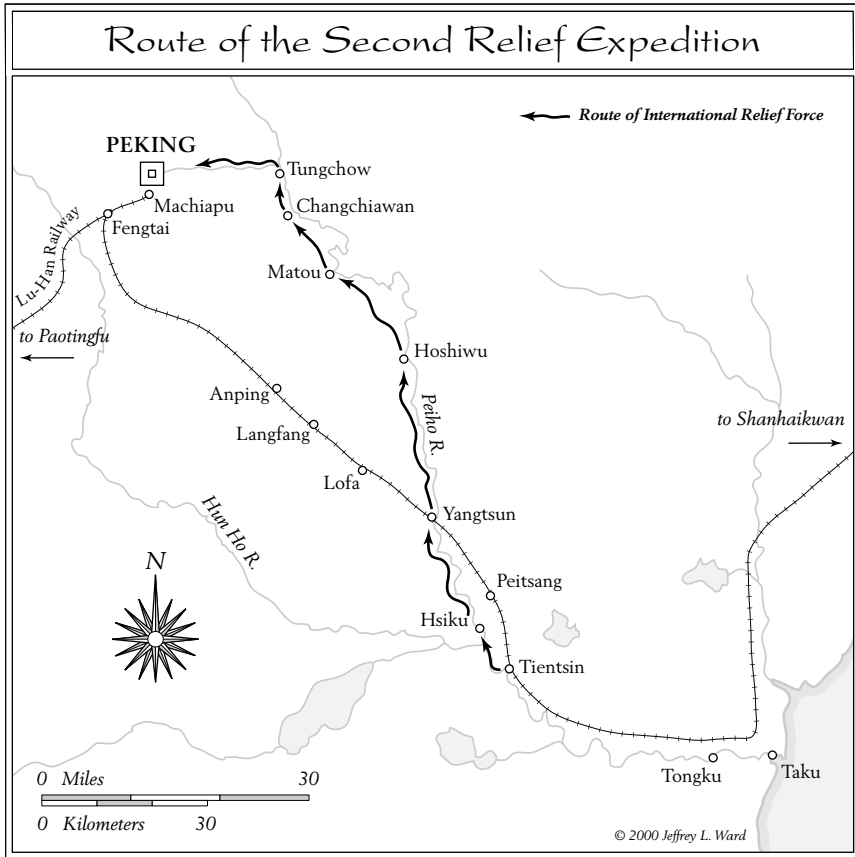 Route of the Second Relief Expedition
Route of International Relief Force
PEKING
Tungchow
Machiapu
Changchiawan
Fengtai
Lu-Han Railway
Matou
to Paotingfu
Hoshiwu
Anping
Peiho R.
to Shanhaikwan
Langfang
Lofa
Yangtsun
Hun Ho R.
N
Peitsang
Hsiku
Tientsin
Tongku
Taku
0 Miles 30
0 Kilometers 30
© 2000 Jeffrey L. Ward